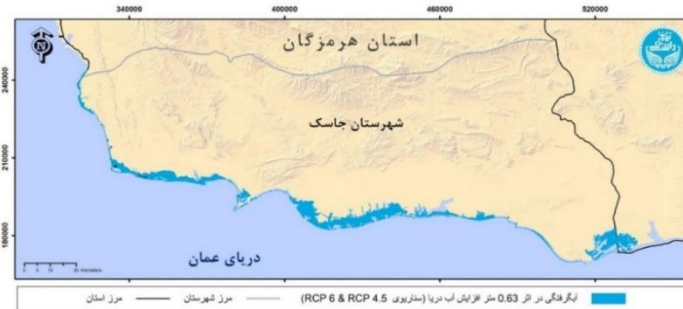 340000 400000 460000 520000
استان هرمزگان
240000
شهرستان جاسک
210000
180000
دریای عمان
آبگرفتگی در اثر 0.63 متر افزایش آب دریا (سناریوی RCP 6 & RCP 4.5) مرز شهرستان مرز استان